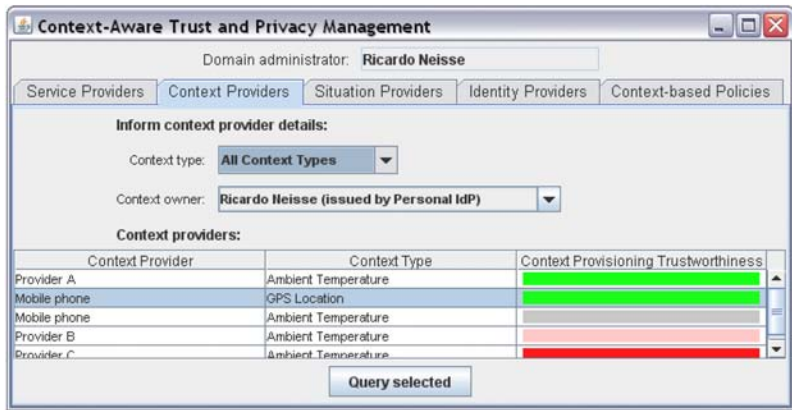 Context-Aware Trust and Privacy Management
Domain administrator: Ricardo Neisse
Service Providers Context Providers Situation Providers Identity Providers Context-based Policies
Inform context provider details:
Context type: All Context Types
Context owner: Ricardo Neisse (issued by Personal IdP)
Context providers:
Context Provider Context Type Context Provisioning Trustworthiness
Provider A Ambient Temperature
Mobile phone GPS Location
Mobile phone Ambient Temperature
Provider B Ambient Temperature
Provider C Ambient Temperature
Query selected